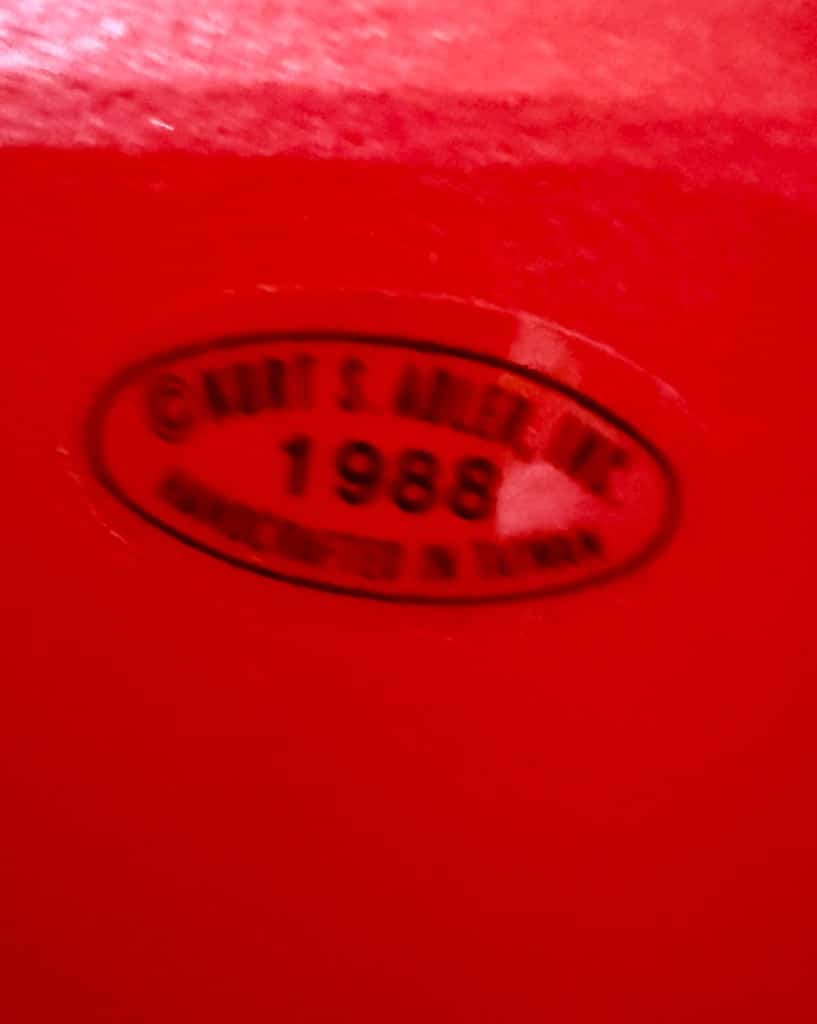 © KURT S. ADLER, INC.
1988
HANDCRAFTED IN TAIWAN